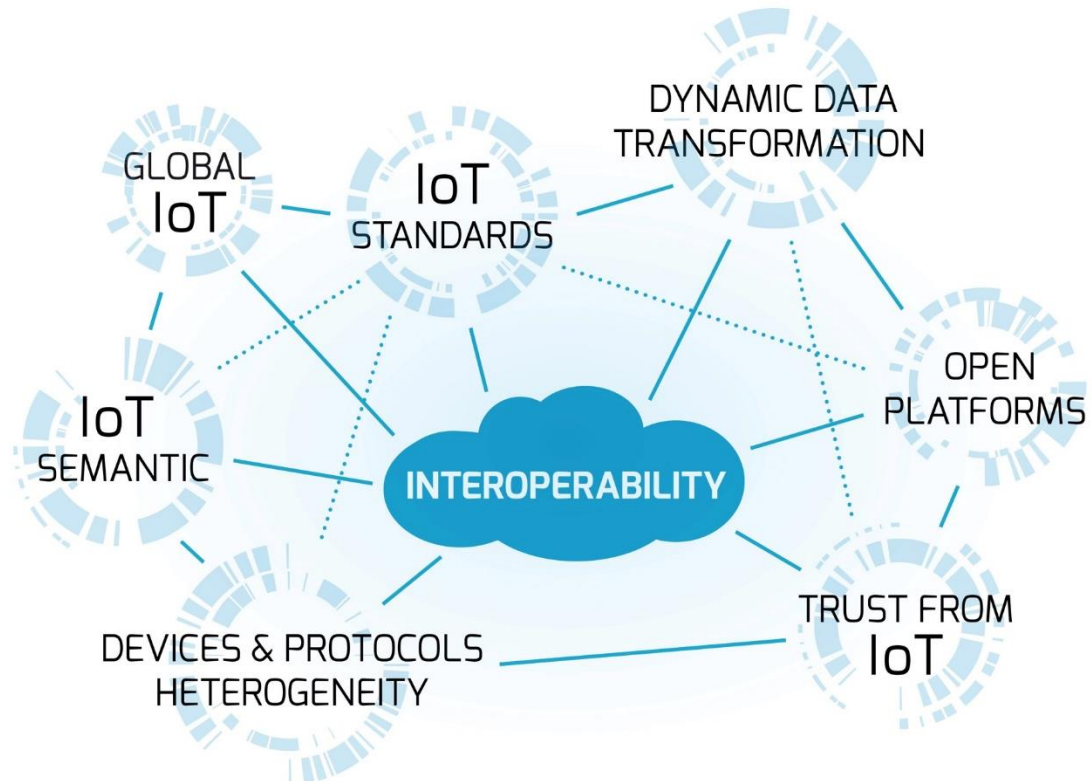 DYNAMIC DATA
TRANSFORMATION
GLOBAL
IoT
IoT
STANDARDS
OPEN
PLATFORMS
IoT
SEMANTIC
INTEROPERABILITY
TRUST FROM
IoT
DEVICES & PROTOCOLS
HETEROGENEITY